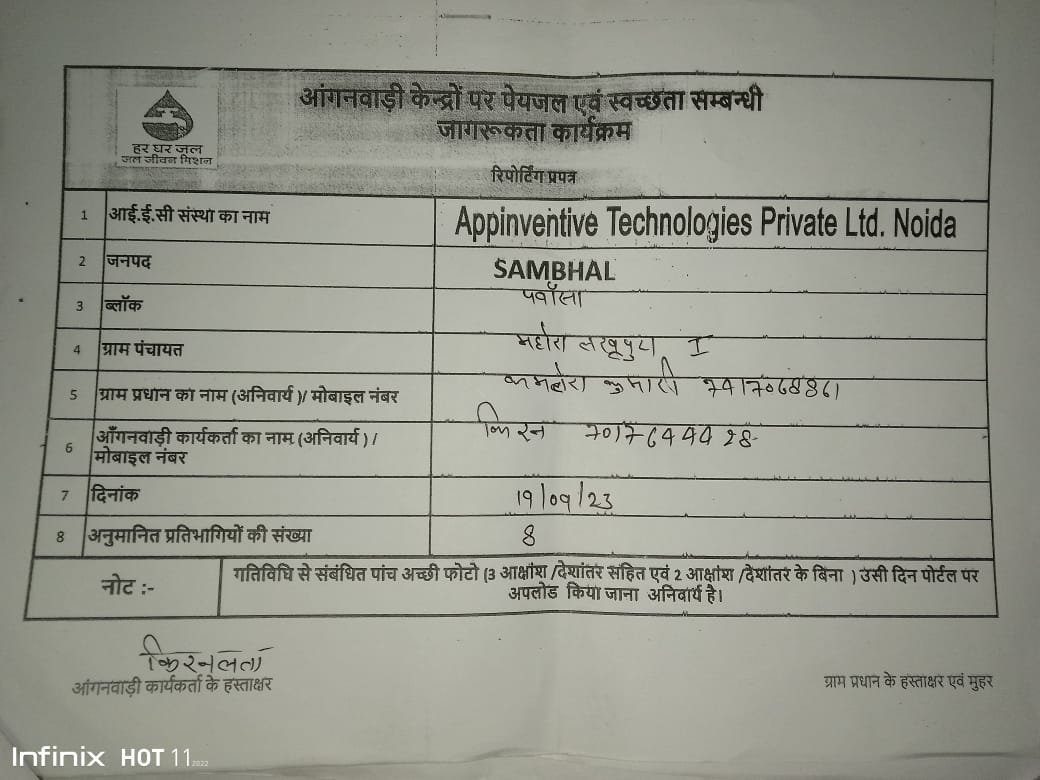 हर घर जल
जल जीवन मिशन
आंगनवाड़ी केन्द्रों पर पेयजल एवं स्वच्छता सम्बन्धी
जागरूकता कार्यक्रम
रिपोर्टिंग प्रपत्र
1 आई.ई.सी संस्था का नाम Appinventive Technologies Private Ltd. Noida
2 जनपद SAMBHAL
3 ब्लॉक पवाँसा
4 ग्राम पंचायत I
5 ग्राम प्रधान का नाम (अनिवार्य )/ मोबाइल नंबर कुमारी 7417068861
6 आँगनवाड़ी कार्यकर्ता का नाम (अनिवार्य ) /
मोबाइल नंबर किरन 7017644428
7 दिनांक 19/09/23
8 अनुमानित प्रतिभागियों की संख्या 8
नोट :- गतिविधि से संबंधित पांच अच्छी फोटो (3 आक्षांश /देशांतर सहित एवं 2 आक्षांश /देशांतर के बिना ) उसी दिन पोर्टल पर
अपलोड किया जाना अनिवार्य है।
किरनलता
आंगनवाड़ी कार्यकर्ता के हस्ताक्षर
ग्राम प्रधान के हस्ताक्षर एवं मुहर
Infinix HOT 11 2022